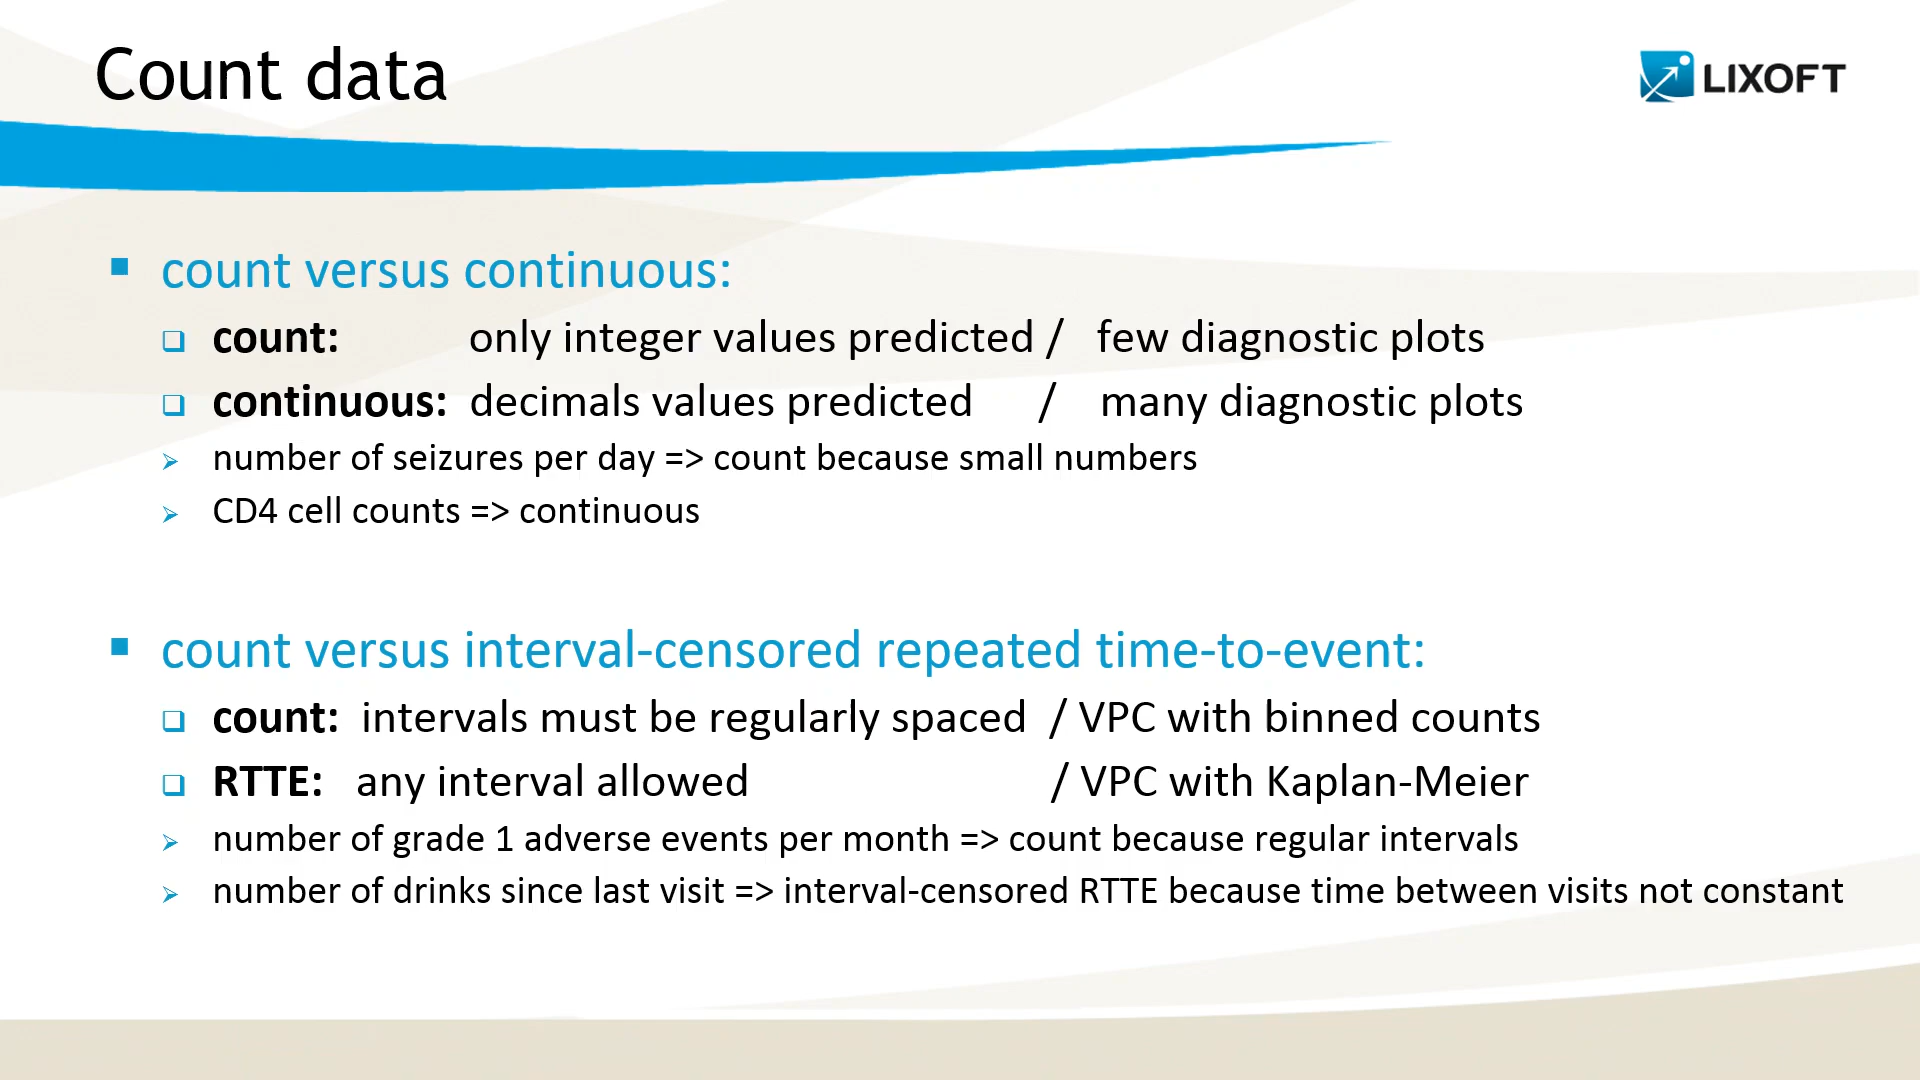 Count data
LIXOFT
count versus continuous:
count: only integer values predicted / few diagnostic plots
continuous: decimals values predicted / many diagnostic plots
number of seizures per day => count because small numbers
CD4 cell counts => continuous
count versus interval-censored repeated time-to-event:
count: intervals must be regularly spaced / VPC with binned counts
RTTE: any interval allowed / VPC with Kaplan-Meier
number of grade 1 adverse events per month => count because regular intervals
number of drinks since last visit => interval-censored RTTE because time between visits not constant